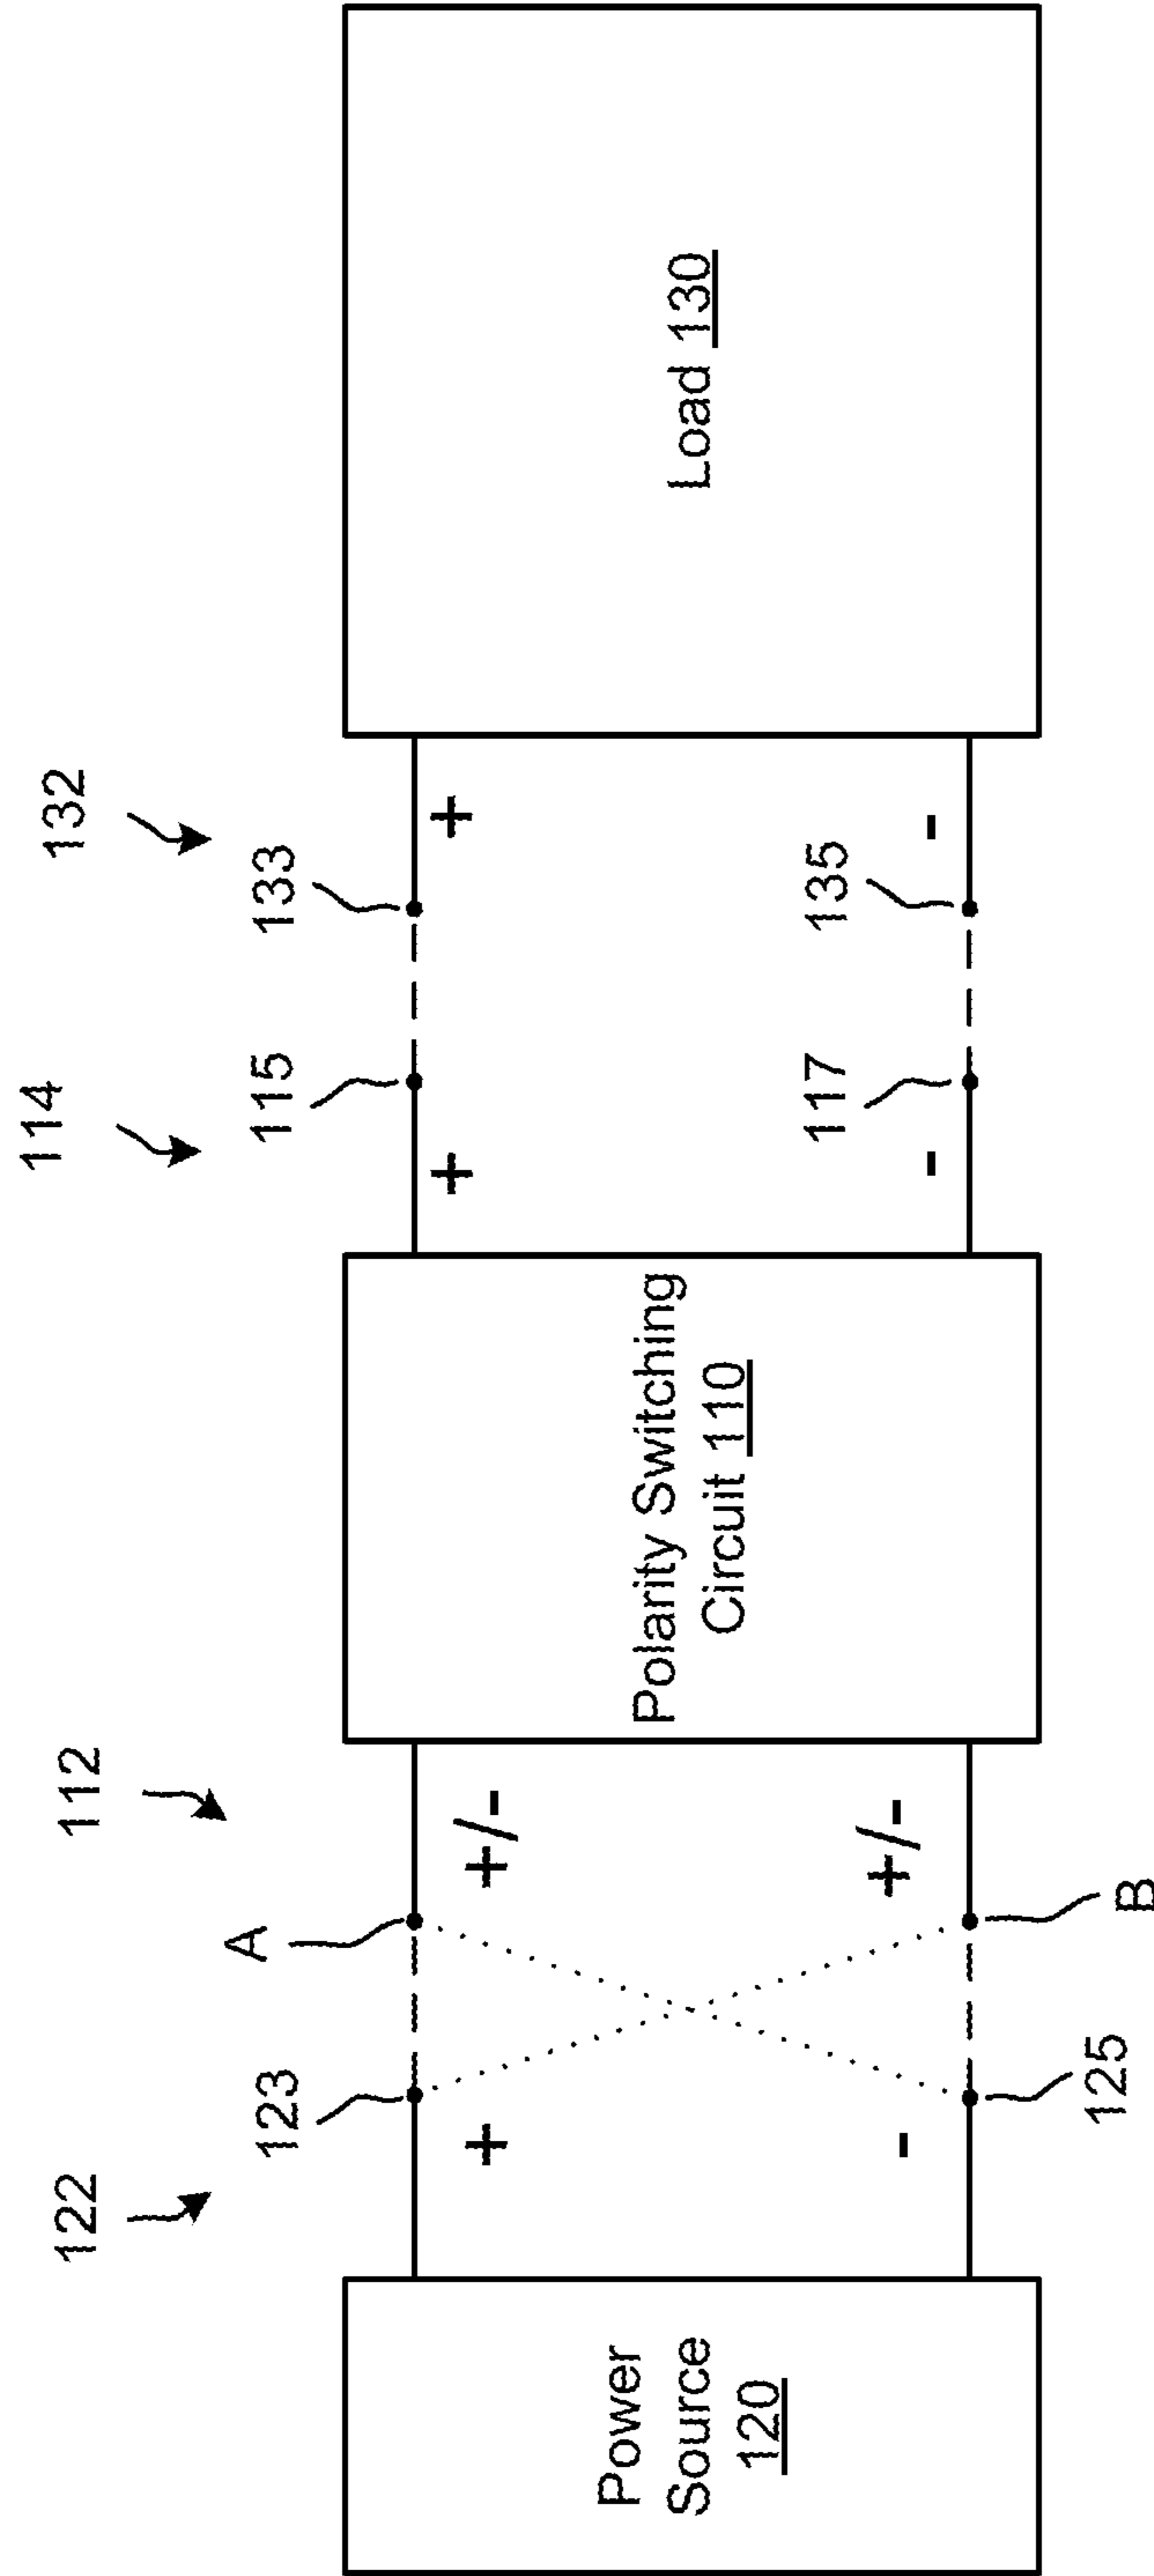 122
112
114
132
123
A
115
133
+
+/-
+
+
Power
Source
120
Polarity Switching
Circuit 110
Load 130
-
+/-
-
-
125
B
117
135